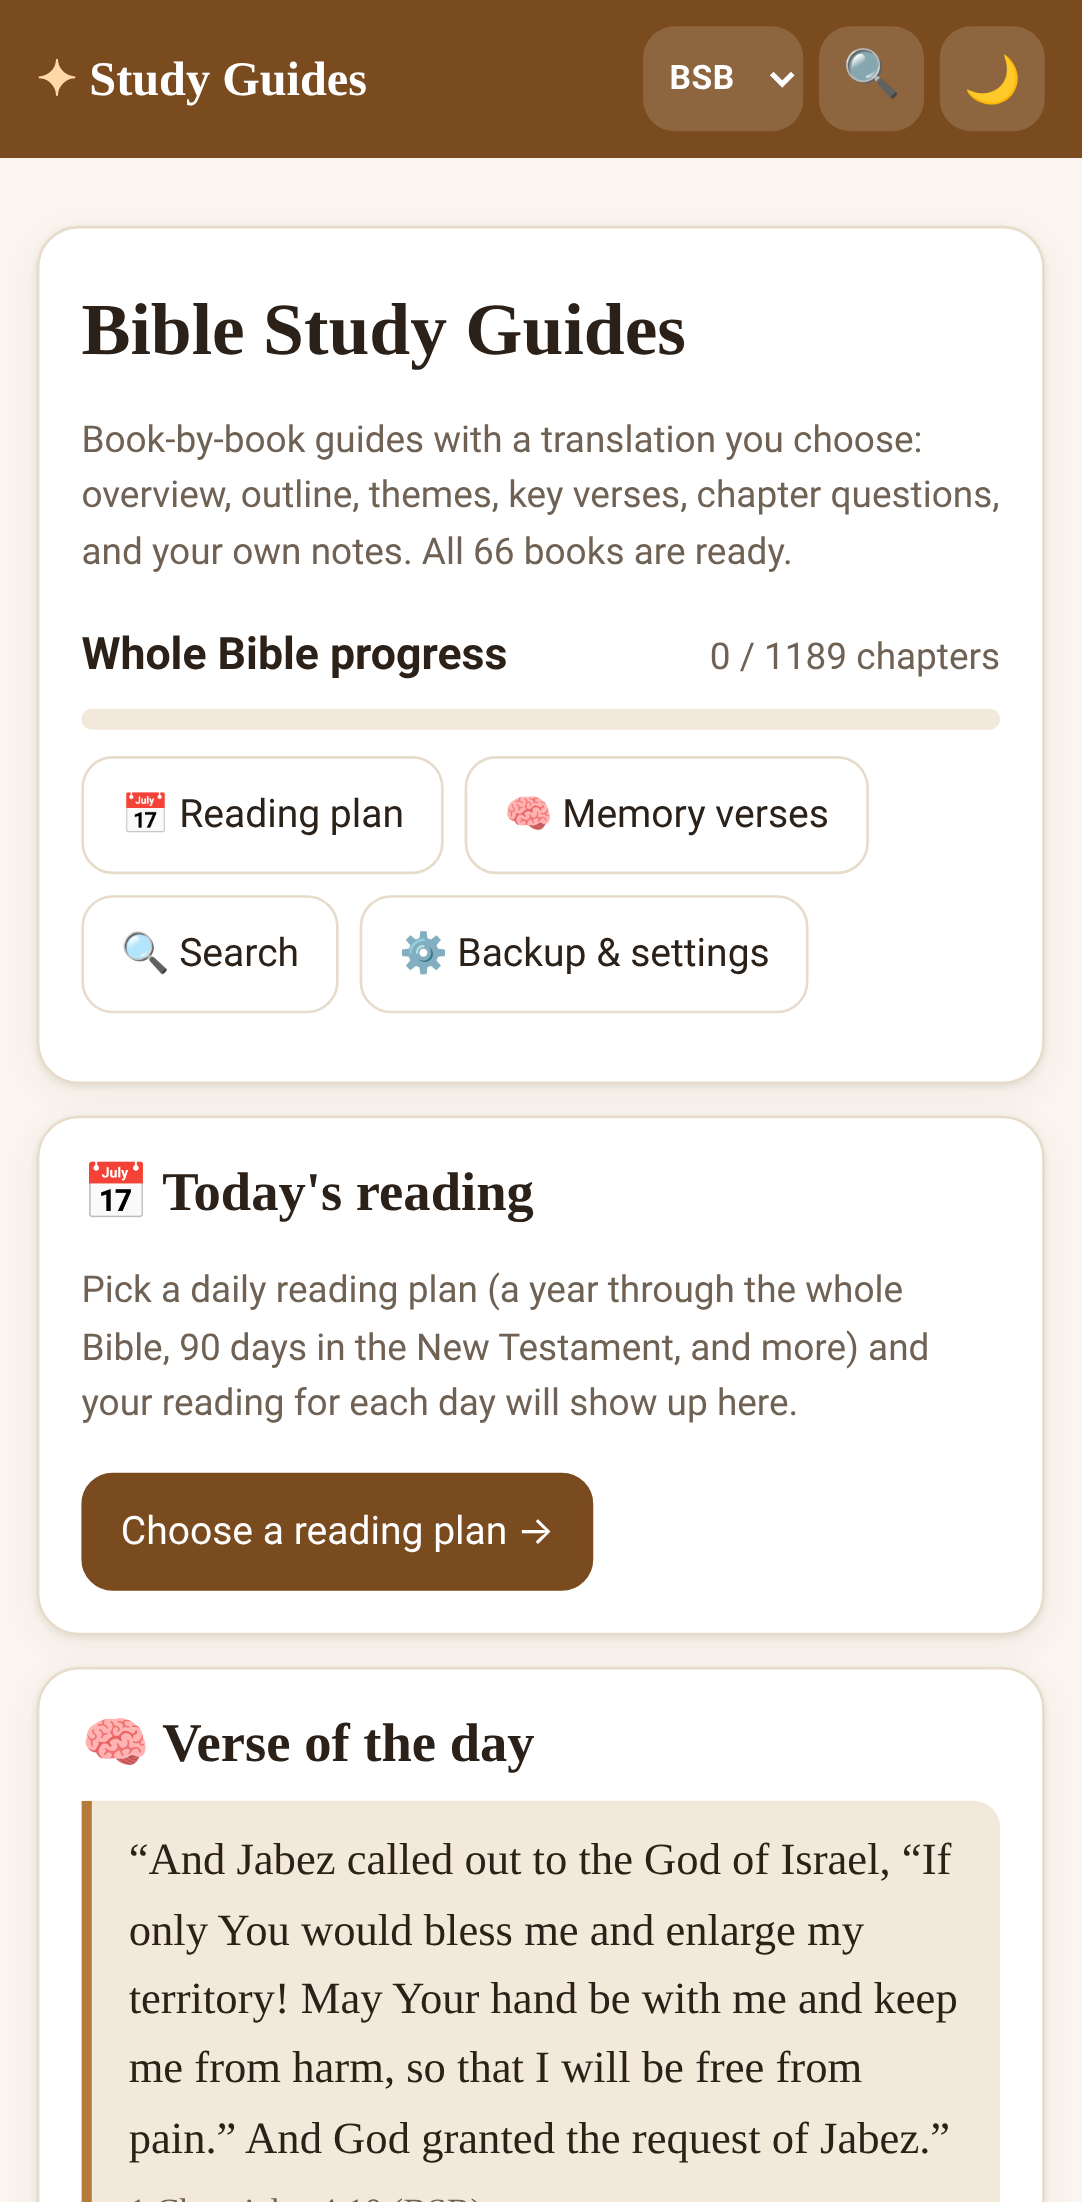 ✦ Study Guides
BSB
Bible Study Guides
Book-by-book guides with a translation you choose:
overview, outline, themes, key verses, chapter questions,
and your own notes. All 66 books are ready.
Whole Bible progress
0 / 1189 chapters
📅 Reading plan
🧠 Memory verses
🔍 Search
⚙️ Backup & settings
📅 Today's reading
Pick a daily reading plan (a year through the whole
Bible, 90 days in the New Testament, and more) and
your reading for each day will show up here.
Choose a reading plan →
🧠 Verse of the day
“And Jabez called out to the God of Israel, “If
only You would bless me and enlarge my
territory! May Your hand be with me and keep
me from harm, so that I will be free from
pain.” And God granted the request of Jabez.”